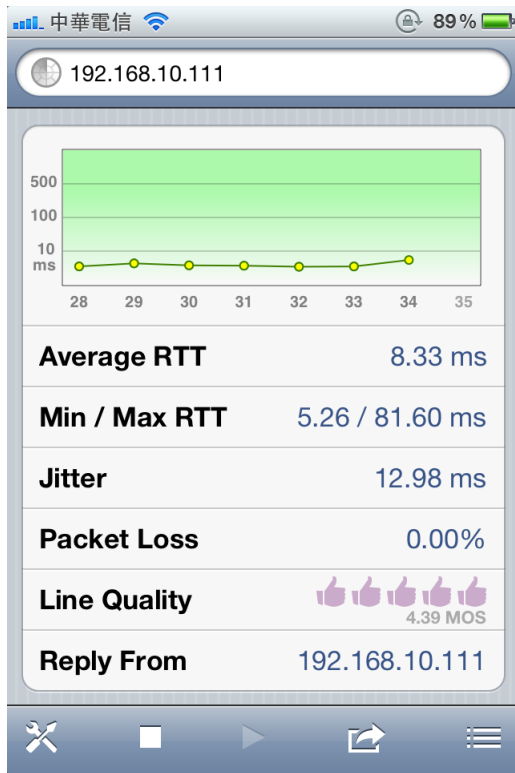 中華電信 89%
192.168.10.111
500
100
10
ms
28 29 30 31 32 33 34 35
Average RTT 8.33 ms
Min / Max RTT 5.26 / 81.60 ms
Jitter 12.98 ms
Packet Loss 0.00%
Line Quality
4.39 MOS
Reply From 192.168.10.111